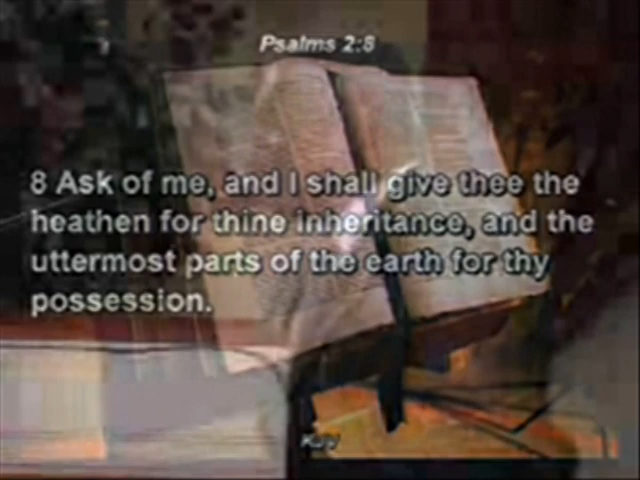 Psalms 2:8
8 Ask of me, and I shall give thee the
heathen for thine inheritance, and the
uttermost parts of the earth for thy
possession.
KJV